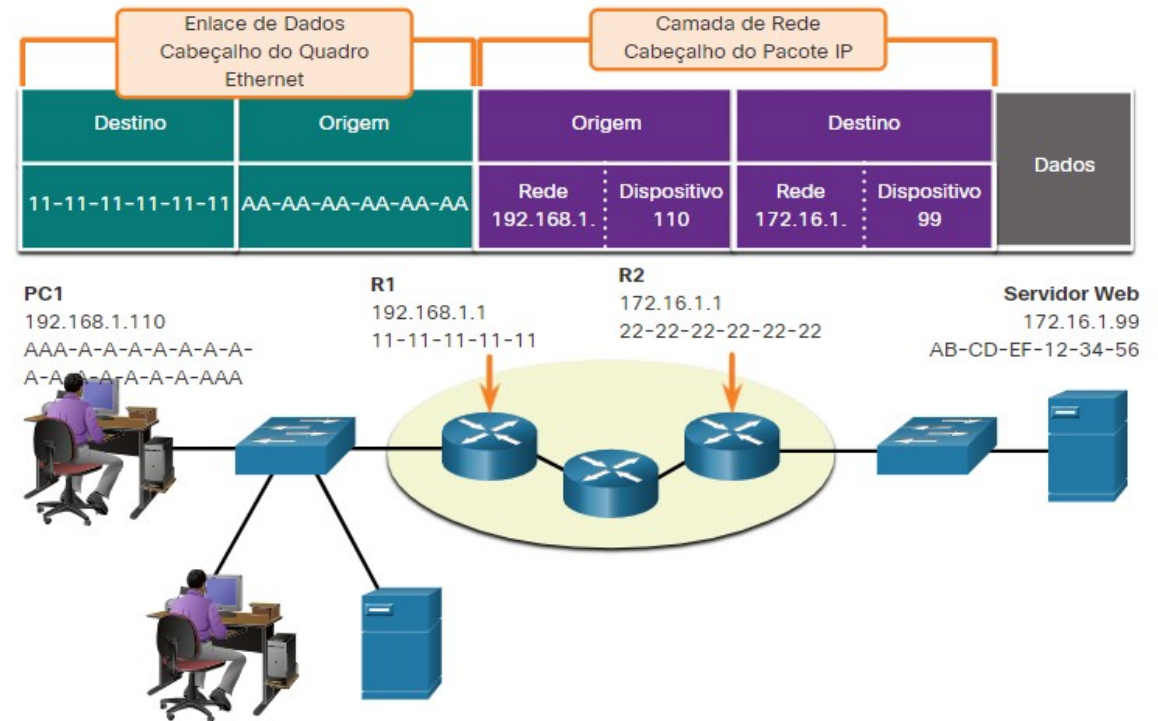 Enlace de Dados
Cabeçalho do Quadro
Ethernet
Camada de Rede
Cabeçalho do Pacote IP
Destino
Origem
Origem
Destino
Dados
11-11-11-11-11-11
AA-AA-AA-AA-AA-AA
Rede
192.168.1.
Dispositivo
110
Rede
172.16.1.
Dispositivo
99
PC1
192.168.1.110
AAA-A-A-A-A-A-A-A-
A-A-A-A-A-A-A-AAA
R1
192.168.1.1
11-11-11-11-11
R2
172.16.1.1
22-22-22-22-22-22
Servidor Web
172.16.1.99
AB-CD-EF-12-34-56